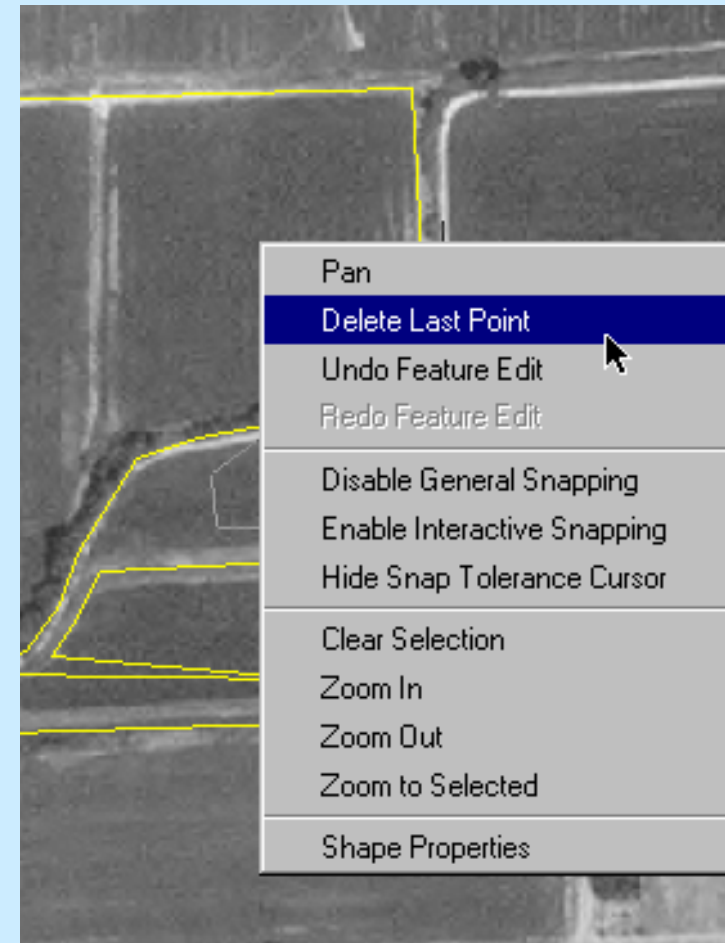 Pan
Delete Last Point
Undo Feature Edit
Redo Feature Edit
Disable General Snapping
Enable Interactive Snapping
Hide Snap Tolerance Cursor
Clear Selection
Zoom In
Zoom Out
Zoom to Selected
Shape Properties